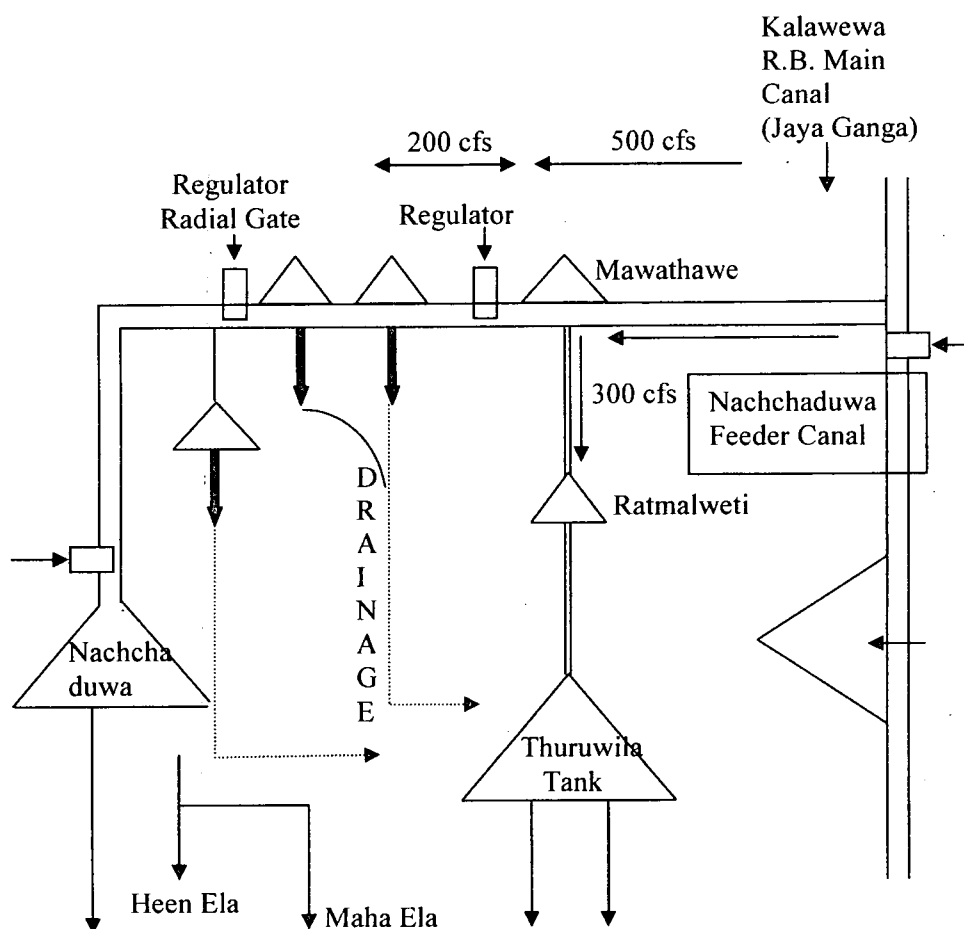 Kalawewa
R.B. Main
Canal
(Jaya Ganga)
200 cfs
500 cfs
Regulator
Radial Gate
Regulator
Mawathawe
300 cfs
Nachchaduwa
Feeder Canal
DRAINAGE
Ratmalweti
Nachcha
duwa
Thuruwila
Tank
Heen Ela
Maha Ela